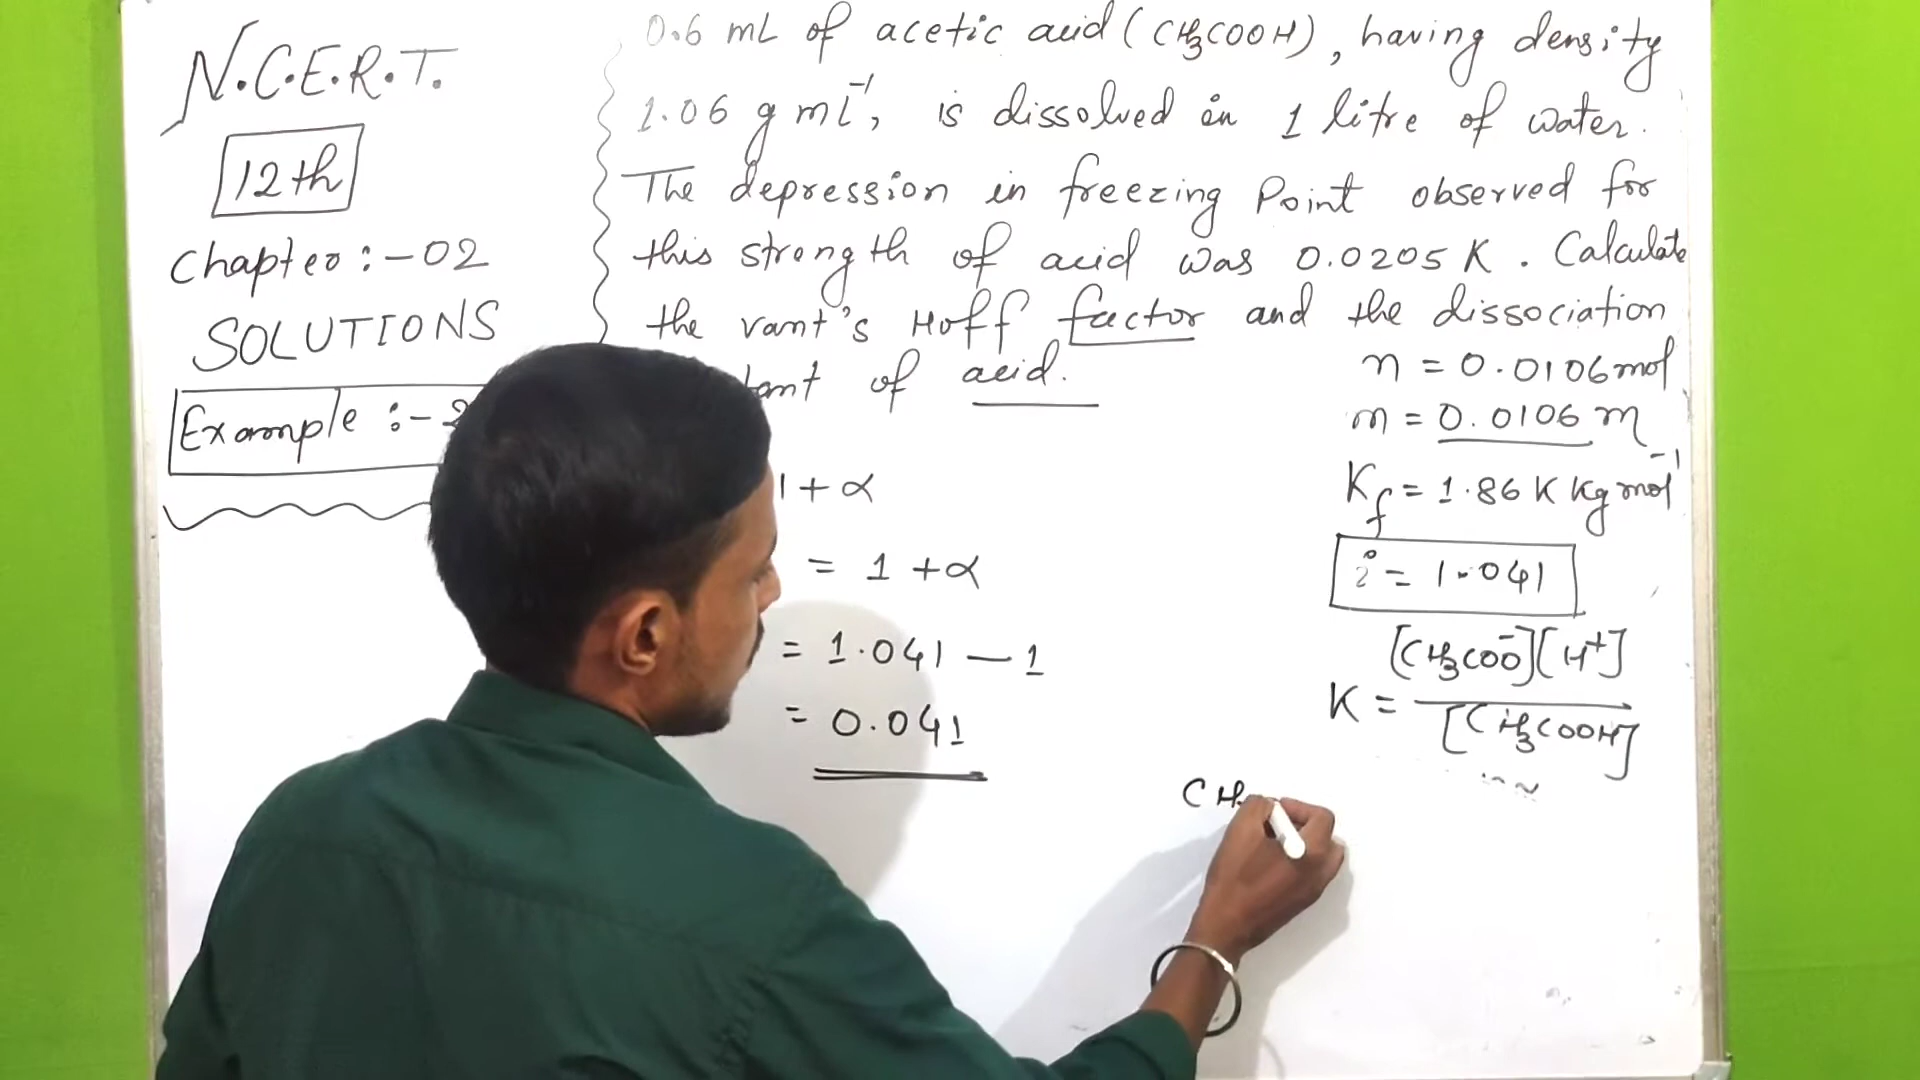 N.C.E.R.T.
12th
Chapter :- 02
SOLUTIONS
Example :- 2
0.6 mL of acetic acid (CH₃COOH), having density
1.06 g mL⁻¹, is dissolved in 1 litre of water.
The depression in freezing Point observed for
this strength of acid was 0.0205 K. Calculate
the vant's Hoff factor and the dissociation
of acid.
1 + α
= 1 + α
= 1.041 – 1
= 0.041
n = 0.0106 mol
m = 0.0106 m
K_f = 1.86 K Kg mol⁻¹
i = 1.041
K = [CH₃COO⁻][H⁺] / [CH₃COOH]
CH₃